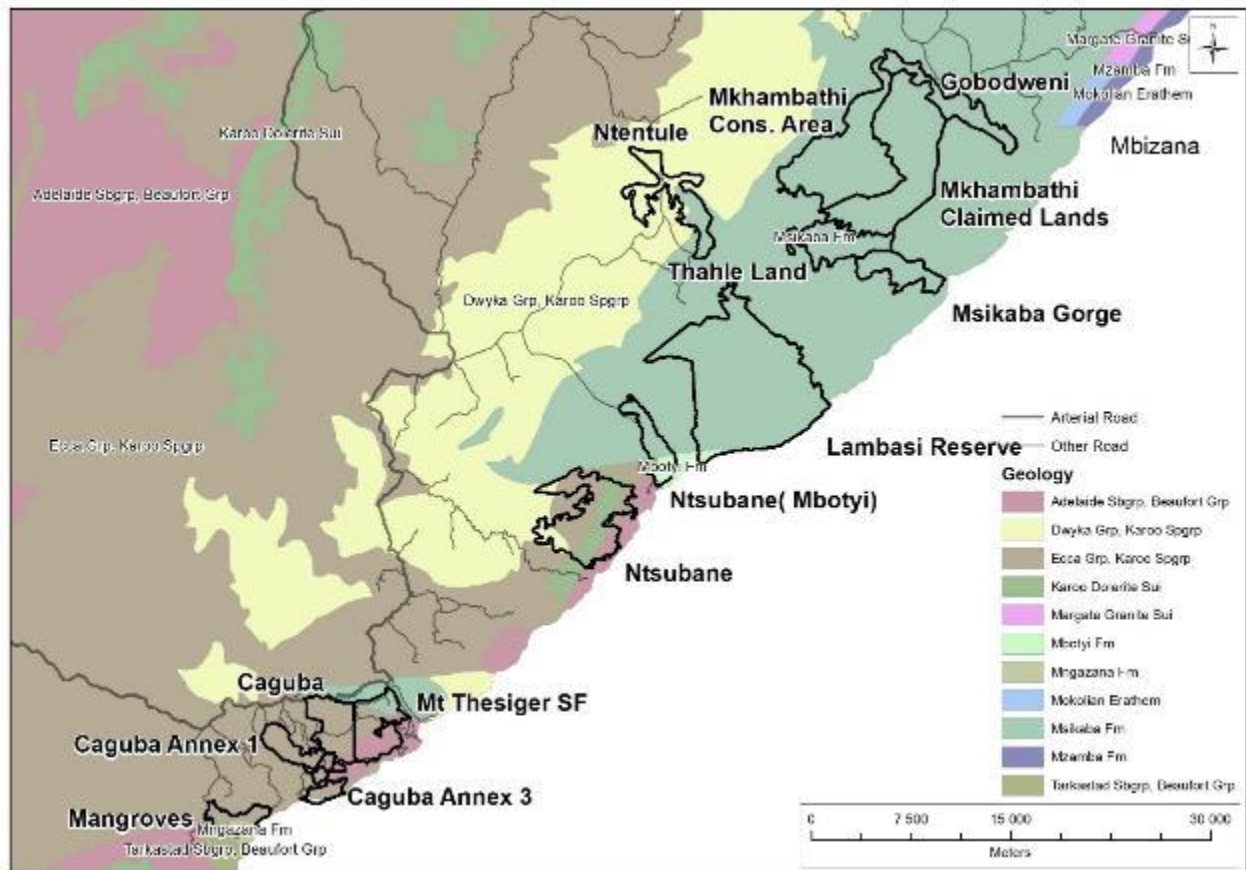 Margate Granite Si
N
Gobodweni
Mzamba Fm
Mokolian Erathem
Mkhambathi
Cons. Area
Ntentule
Karoo Dolerite Sui
Mbizana
Adelaide Sbgrp, Beaufort Grp
Mkhambathi
Claimed Lands
Msikaba Fm
Thahle Land
Dwyka Grp, Karoo Spgrp
Msikaba Gorge
Ecca Grp, Karoo Spgrp
Lambasi Reserve
Mbotyi Fm
Ntsubane( Mbotyi)
Ntsubane
Caguba
Mt Thesiger SF
Caguba Annex 1
Caguba Annex 3
Mangroves
Mngazana Fm
Tarkastad Sbgrp, Beaufort Grp
Arterial Road
Other Road
Geology
Adelaide Sbgrp, Beaufort Grp
Dwyka Grp, Karoo Spgrp
Ecca Grp, Karoo Spgrp
Karoo Dolerite Sui
Margate Granite Sui
Mbotyi Fm
Mngazana Fm
Mokolian Erathem
Msikaba Fm
Mzamba Fm
Tarkastad Sbgrp, Beaufort Grp
0 7 500 15 000 30 000
Meters